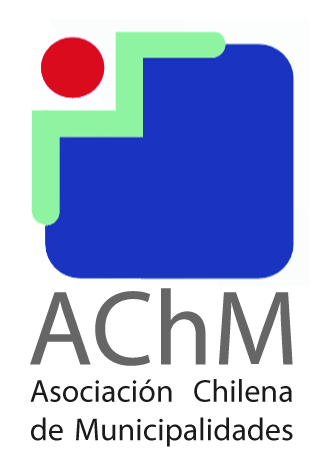 AChM
Asociación Chilena
de Municipalidades